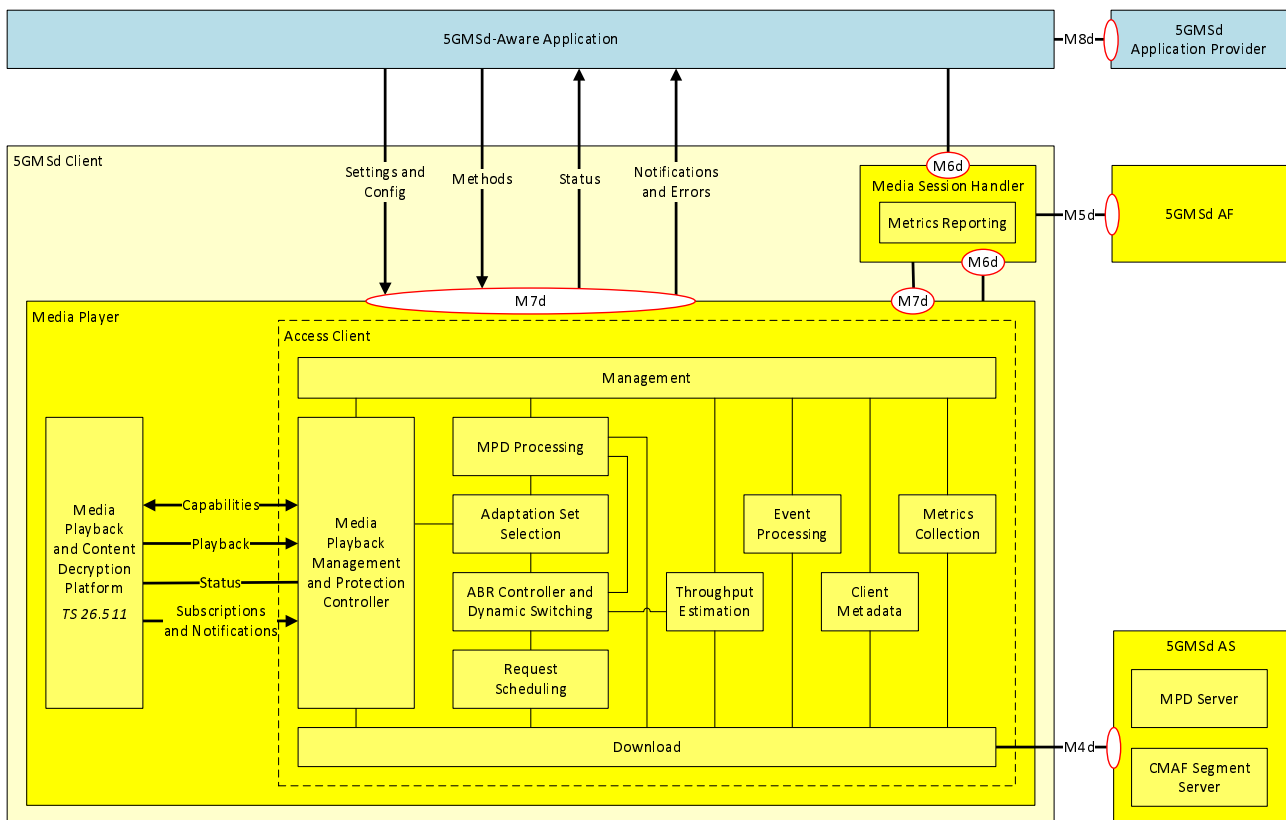 5GMSd-Aware Application
M8d
5GMSd
Application Provider
5GMSd Client
Settings and
Config
Methods
Status
Notifications
and Errors
M6d
Media Session Handler
Metrics Reporting
M5d
5GMSd AF
M6d
M7d
M7d
Media Player
Access Client
Management
Media
Playback
and Content
Decryption
Platform
TS 26.511
Capabilities
Playback
Status
Subscriptions
and Notifications
Media
Playback
Management
and Protection
Controller
MPD Processing
Adaptation Set
Selection
ABR Controller and
Dynamic Switching
Request
Scheduling
Throughput
Estimation
Event
Processing
Client
Metadata
Metrics
Collection
Download
M4d
5GMSd AS
MPD Server
CMAF Segment
Server